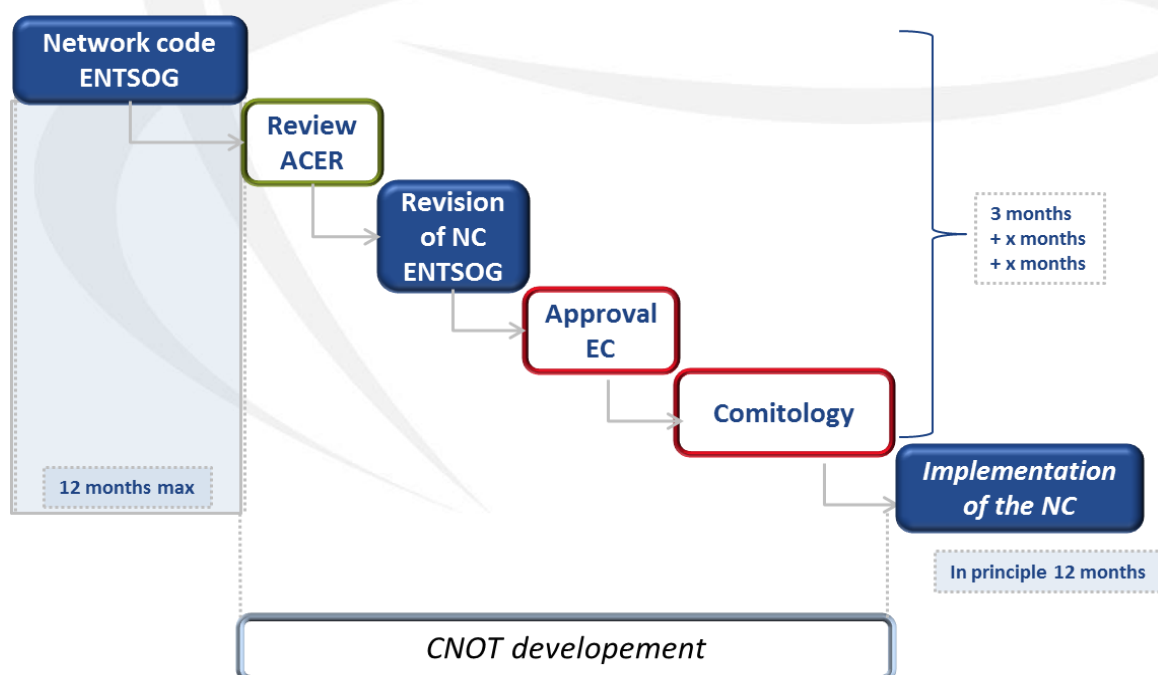 Network code
ENTSOG
Review
ACER
Revision
of NC
ENTSOG
Approval
EC
Comitology
3 months
+ x months
+ x months
Implementation
of the NC
12 months max
In principle 12 months
CNOT developement